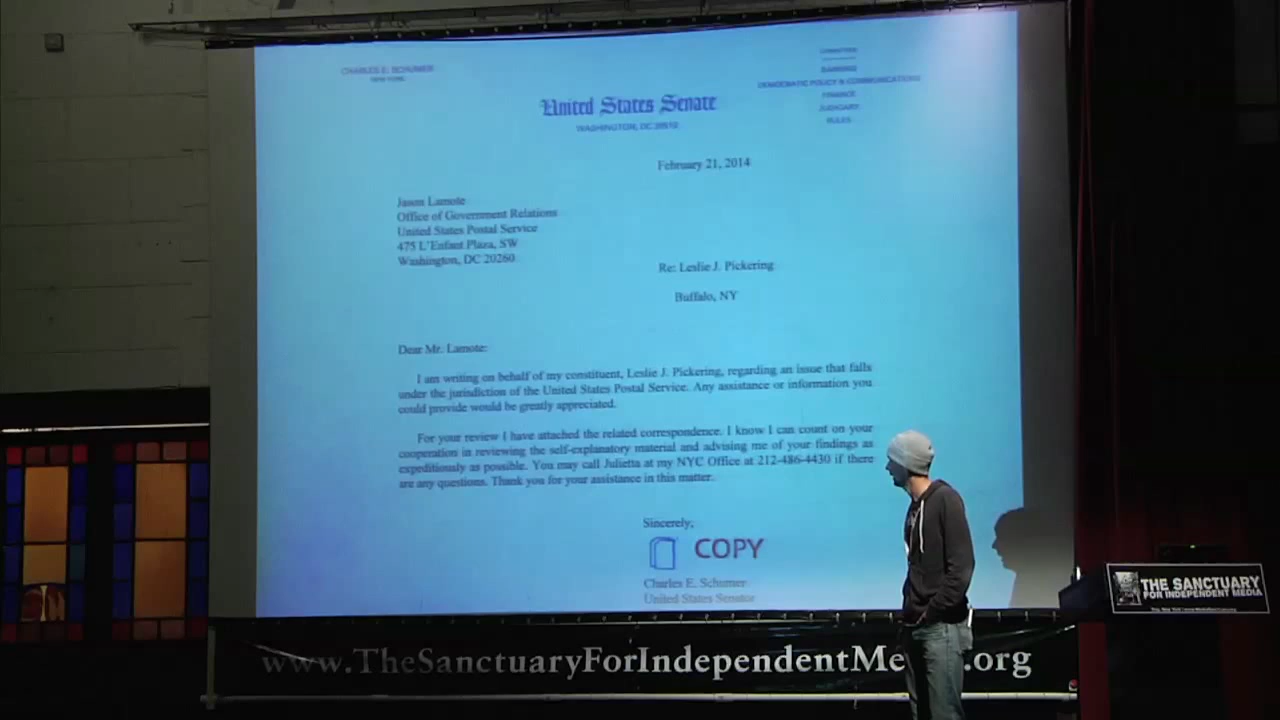 CHARLES E. SCHUMER
NEW YORK
COMMITTEES:
BANKING
DEMOCRATIC POLICY & COMMUNICATIONS
FINANCE
JUDICIARY
RULES
United States Senate
WASHINGTON, DC 20510
February 21, 2014
Jason Lamote
Office of Government Relations
United States Postal Service
475 L'Enfant Plaza, SW
Washington, DC 20260
Re: Leslie J. Pickering
Buffalo, NY
Dear Mr. Lamote:
I am writing on behalf of my constituent, Leslie J. Pickering, regarding an issue that falls
under the jurisdiction of the United States Postal Service. Any assistance or information you
could provide would be greatly appreciated.
For your review I have attached the related correspondence. I know I can count on your
cooperation in reviewing the self-explanatory material and advising me of your findings as
expeditiously as possible. You may call Julietta at my NYC Office at 212-486-4430 if there
are any questions. Thank you for your assistance in this matter.
Sincerely,
COPY
Charles E. Schumer
United States Senator
THE SANCTUARY
FOR INDEPENDENT MEDIA
www.TheSanctuaryForIndependentMe .org